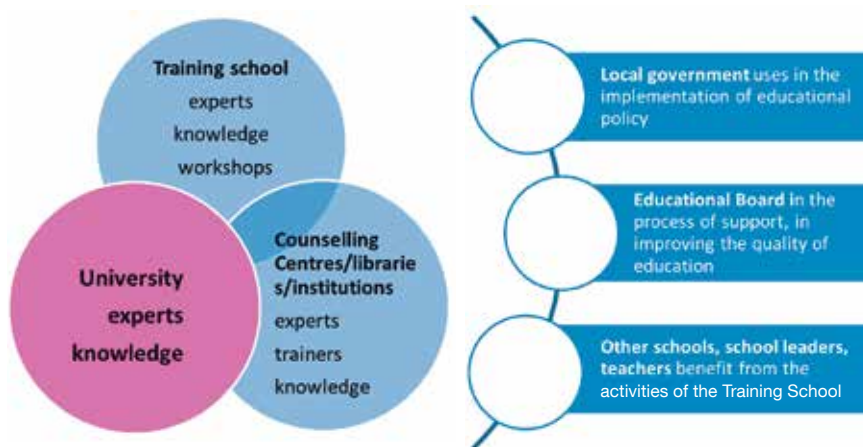 Training school
experts
knowledge
workshops
University
experts
knowledge
Counselling
Centres/librarie
s/institutions
experts
trainers
knowledge
Local government uses in the
implementation of educational
policy
Educational Board in the
process of support, in
improving the quality of
education
Other schools, school leaders,
teachers benefit from the
activities of the Training School